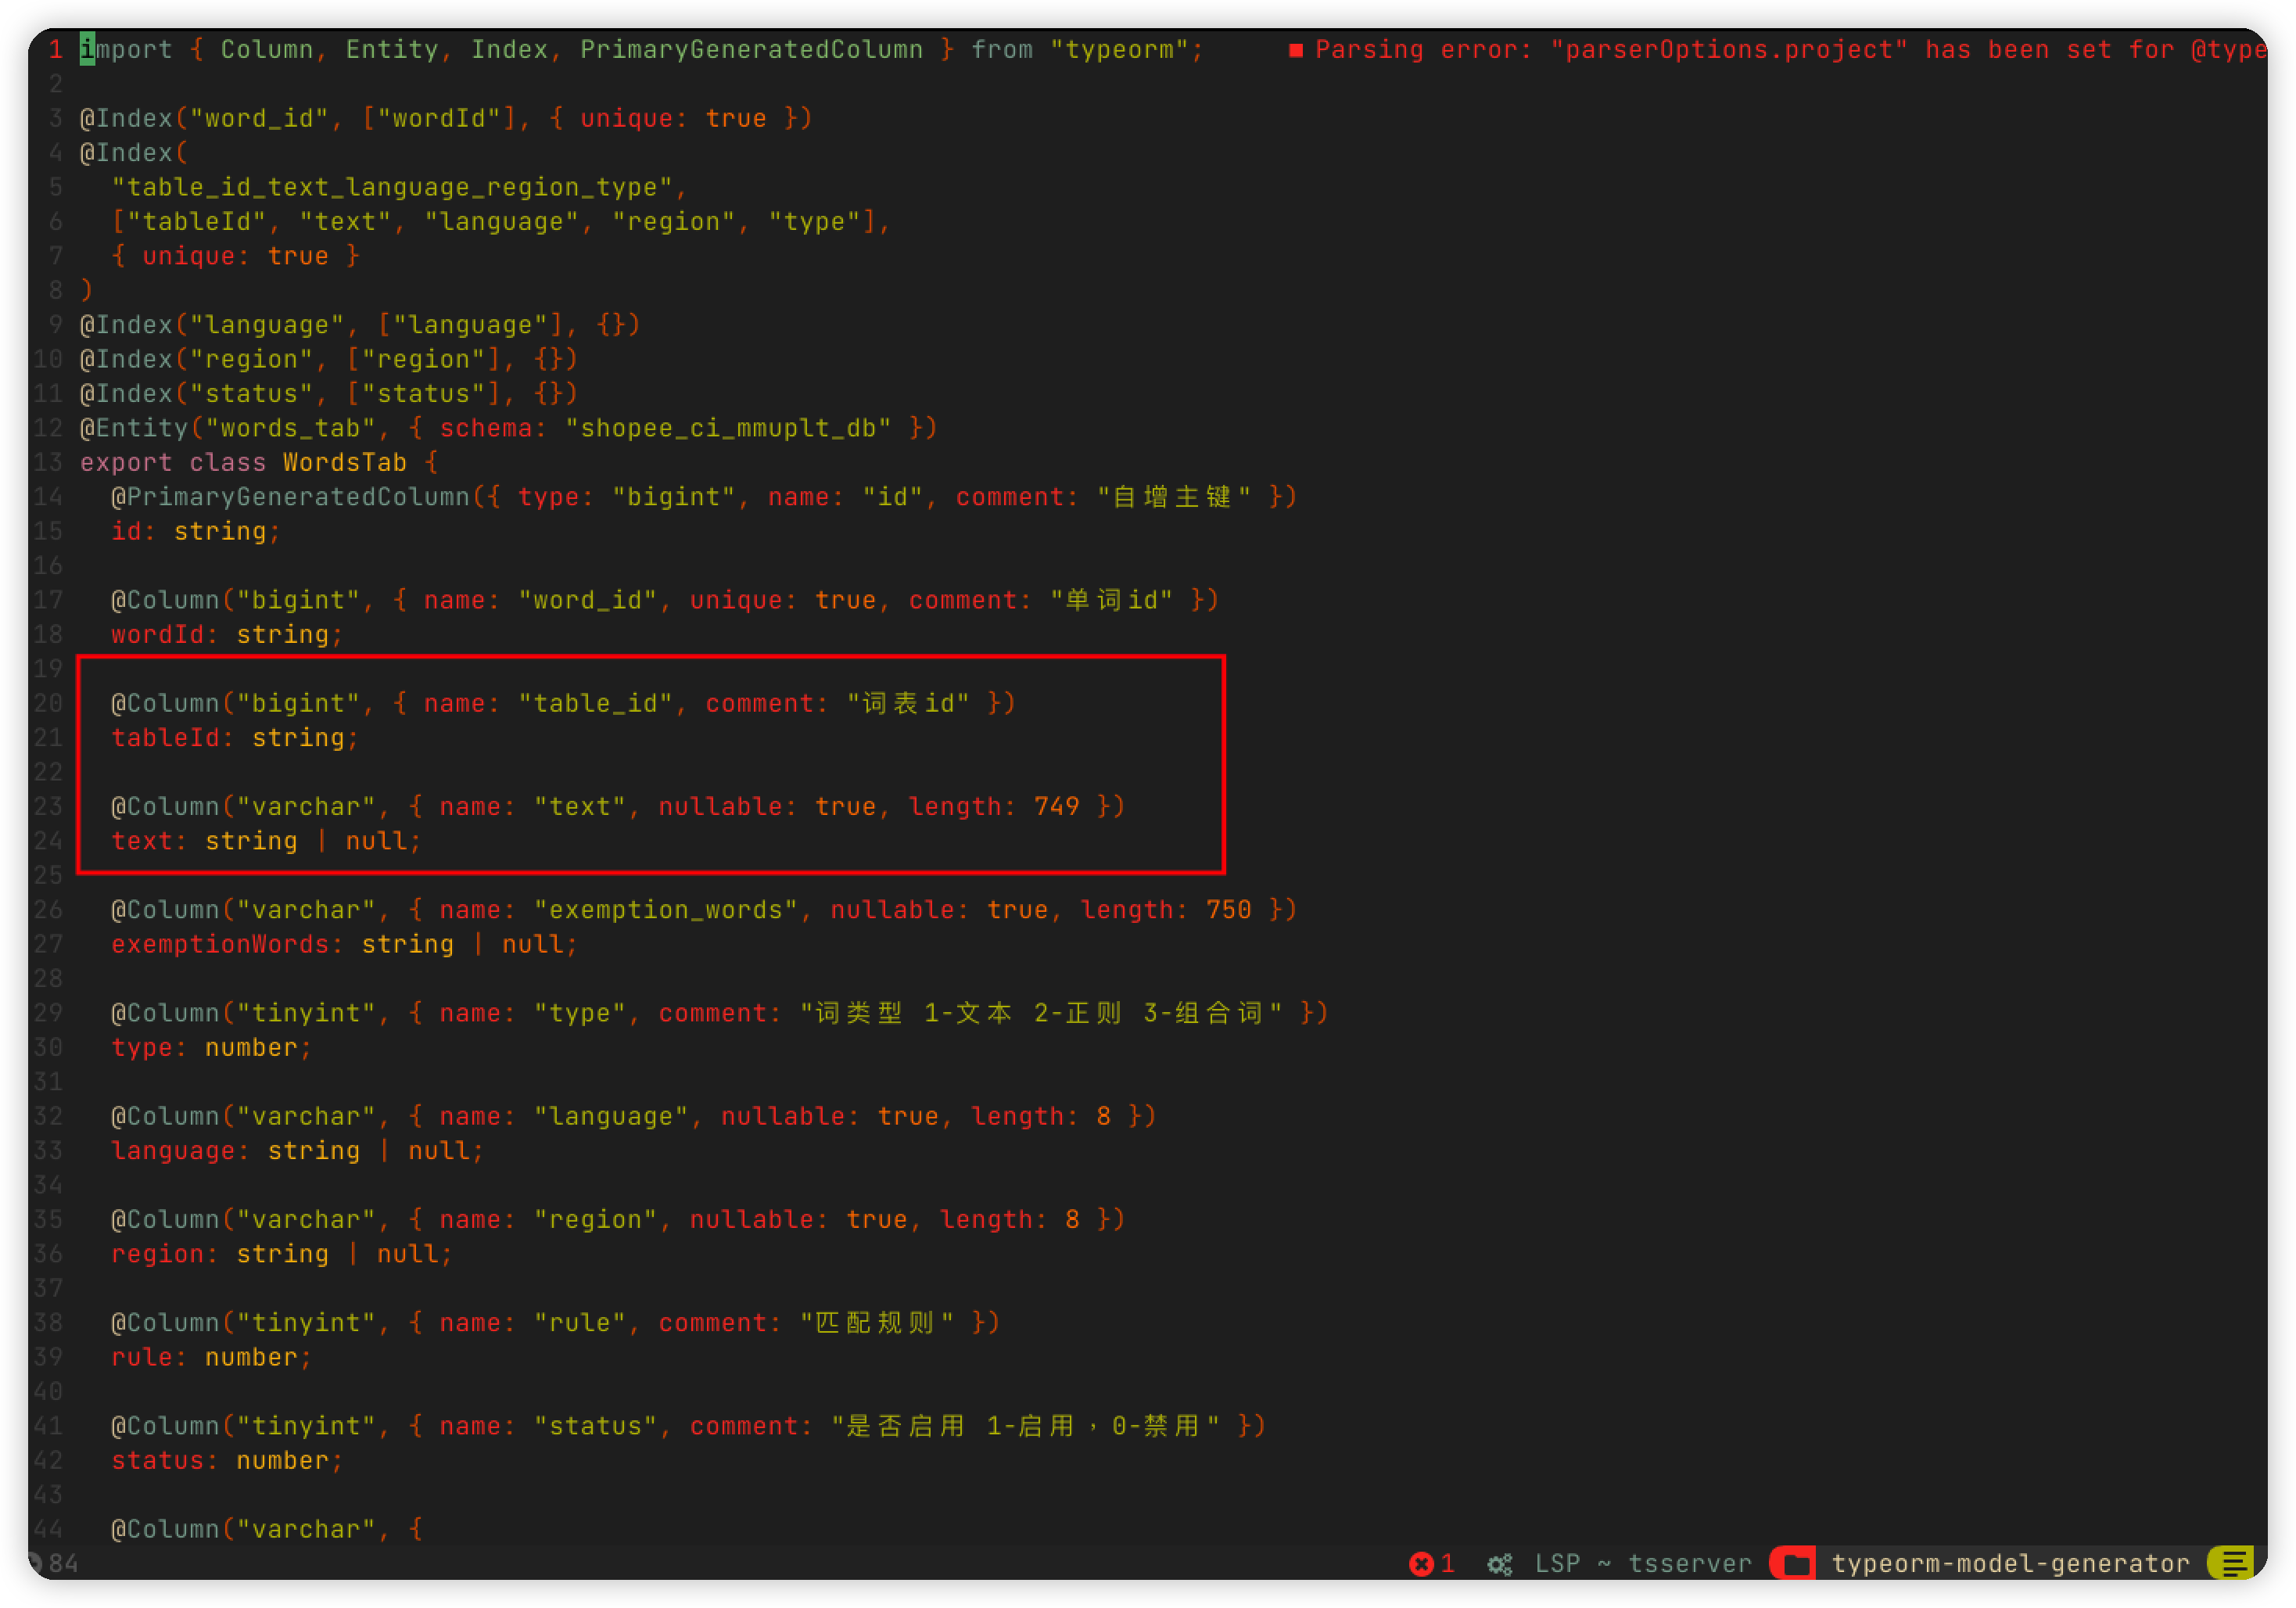 1 import { Column, Entity, Index, PrimaryGeneratedColumn } from "typeorm"; ■ Parsing error: "parserOptions.project" has been set for @type
2
3 @Index("word_id", ["wordId"], { unique: true })
4 @Index(
5 "table_id_text_language_region_type",
6 ["tableId", "text", "language", "region", "type"],
7 { unique: true }
8 )
9 @Index("language", ["language"], {})
10 @Index("region", ["region"], {})
11 @Index("status", ["status"], {})
12 @Entity("words_tab", { schema: "shopee_ci_mmuplt_db" })
13 export class WordsTab {
14 @PrimaryGeneratedColumn({ type: "bigint", name: "id", comment: "自增主键" })
15 id: string;
16
17 @Column("bigint", { name: "word_id", unique: true, comment: "单词id" })
18 wordId: string;
19
20 @Column("bigint", { name: "table_id", comment: "词表id" })
21 tableId: string;
22
23 @Column("varchar", { name: "text", nullable: true, length: 749 })
24 text: string | null;
25
26 @Column("varchar", { name: "exemption_words", nullable: true, length: 750 })
27 exemptionWords: string | null;
28
29 @Column("tinyint", { name: "type", comment: "词类型 1-文本 2-正则 3-组合词" })
30 type: number;
31
32 @Column("varchar", { name: "language", nullable: true, length: 8 })
33 language: string | null;
34
35 @Column("varchar", { name: "region", nullable: true, length: 8 })
36 region: string | null;
37
38 @Column("tinyint", { name: "rule", comment: "匹配规则" })
39 rule: number;
40
41 @Column("tinyint", { name: "status", comment: "是否启用 1-启用，0-禁用" })
42 status: number;
43
44 @Column("varchar", {
84 1 LSP ~ tsserver typeorm-model-generator